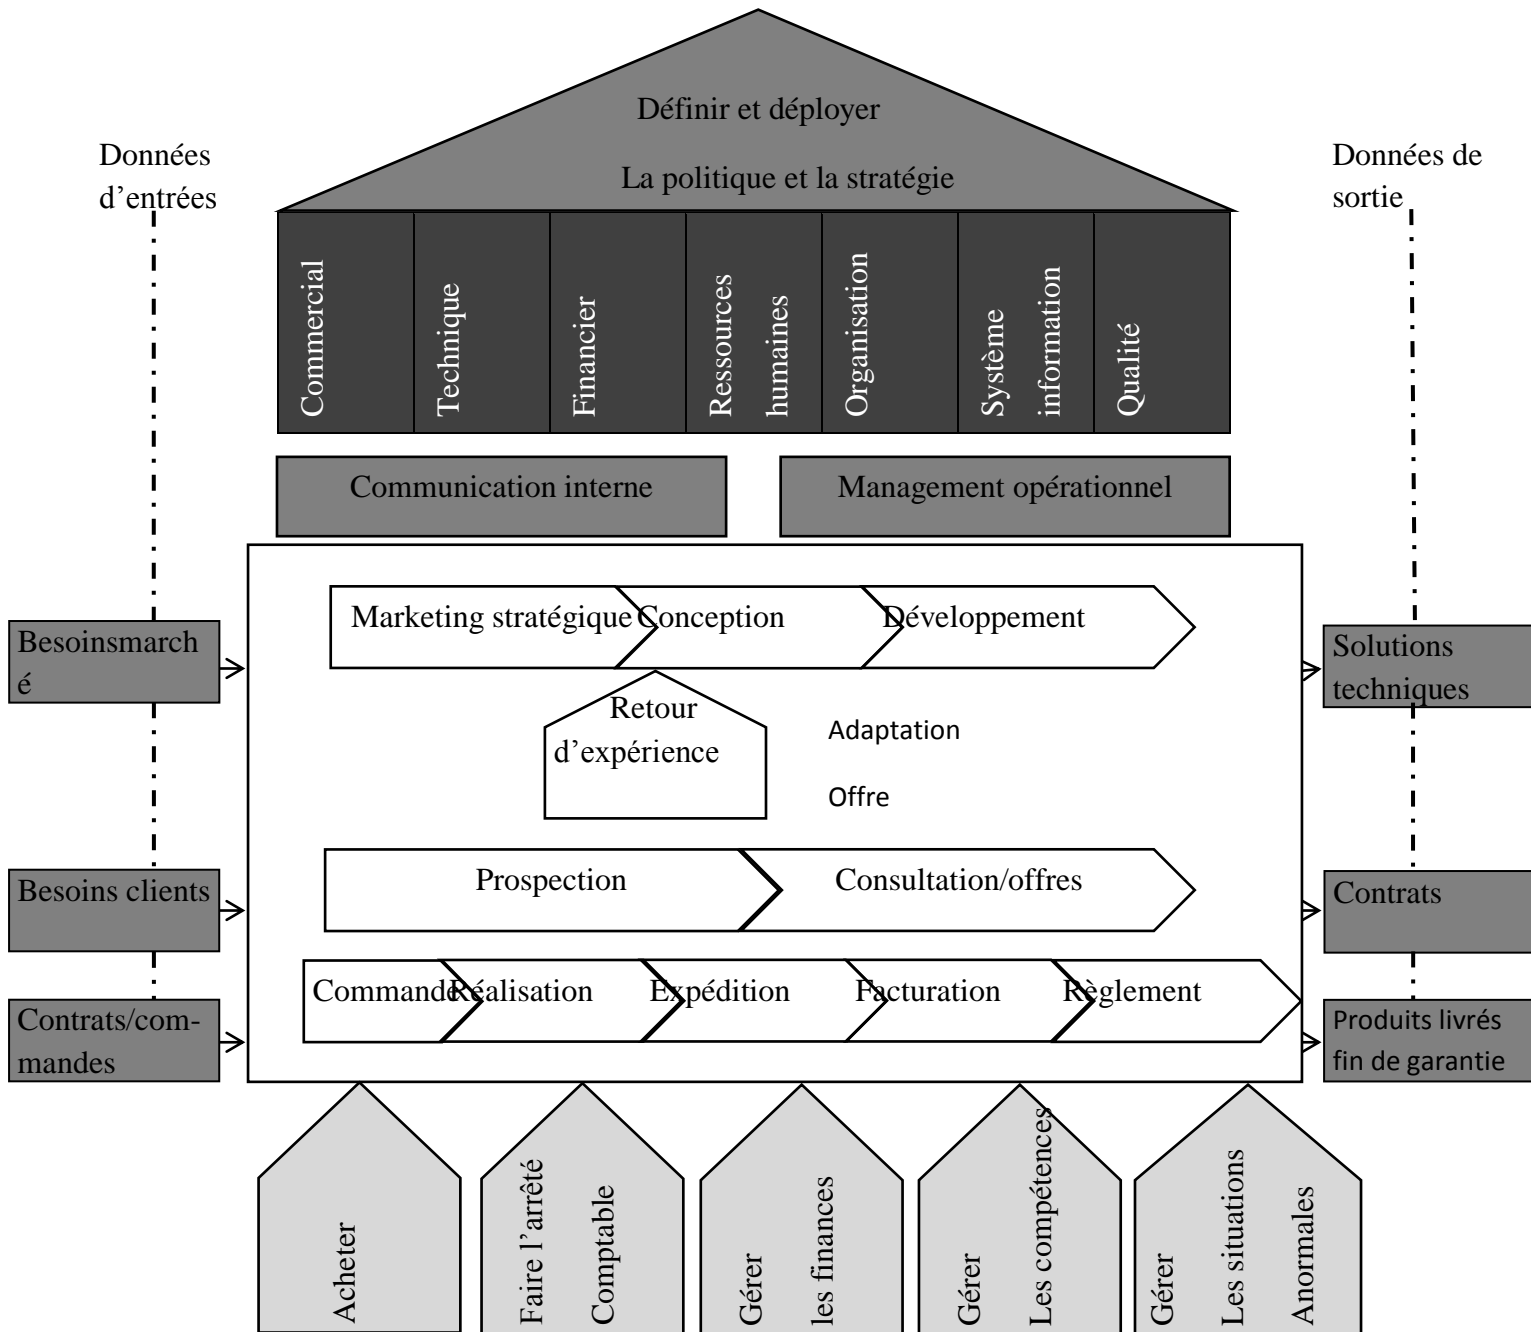 Définir et déployer
La politique et la stratégie
Données
d’entrées
Données de
sortie
Commercial
Technique
Financier
Ressources
humaines
Organisation
Système
information
Qualité
Communication interne
Management opérationnel
Marketing stratégique
Conception
Développement
Besoinsmarch
é
Solutions
techniques
Retour
d’expérience
Adaptation
Offre
Besoins clients
Prospection
Consultation/offres
Contrats
Commande
Réalisation
Expédition
Facturation
Règlement
Contrats/com-
mandes
Produits livrés
fin de garantie
Acheter
Faire l’arrêté
Comptable
Gérer
les finances
Gérer
Les compétences
Gérer
Les situations
Anormales